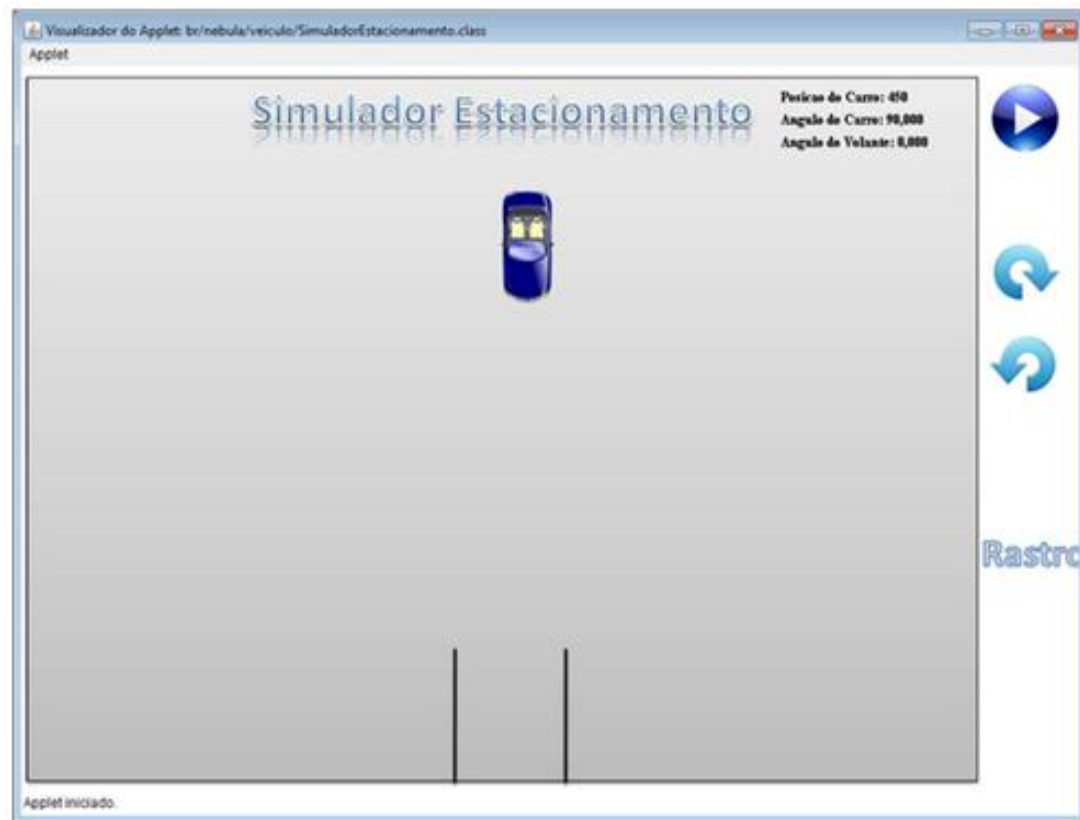 Visualizador do Applet: br/nebula/veiculo/SimuladorEstacionamento.class
Applet
Simulador Estacionamento
Posicao do Carro: 450
Angulo do Carro: 90,000
Angulo do Volante: 0,000
Rastro
Applet iniciado.